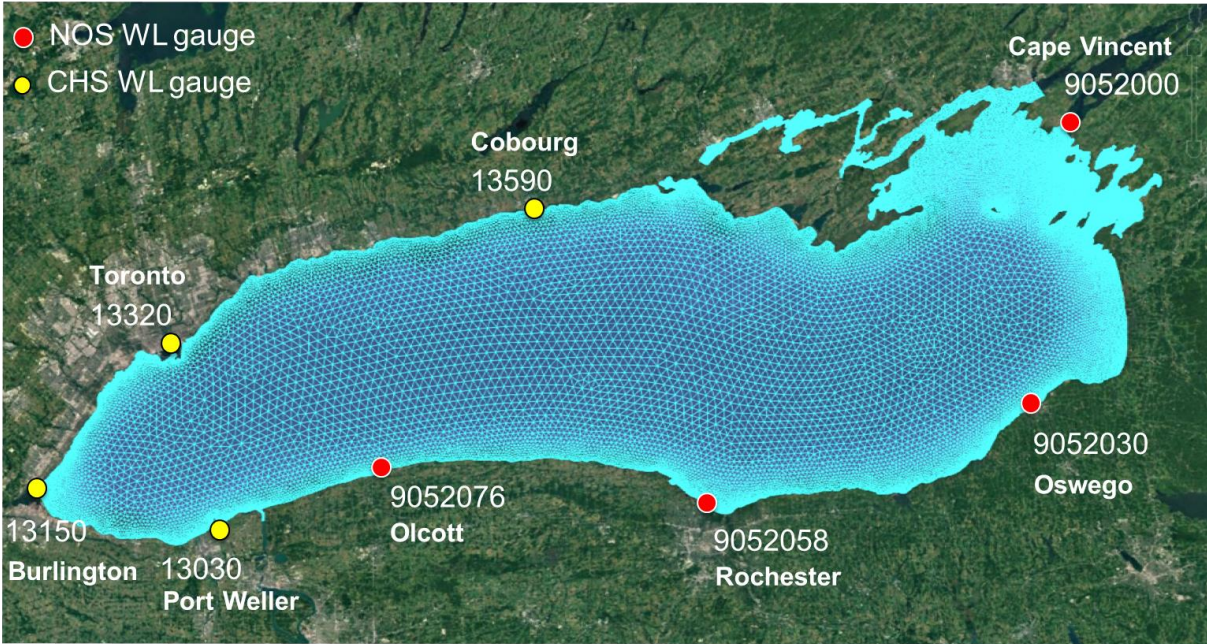 NOS WL gauge
CHS WL gauge
Cape Vincent
9052000
Cobourg
13590
Toronto
13320
9052030
Oswego
9052076
Olcott
13150
Burlington
13030
Port Weller
9052058
Rochester